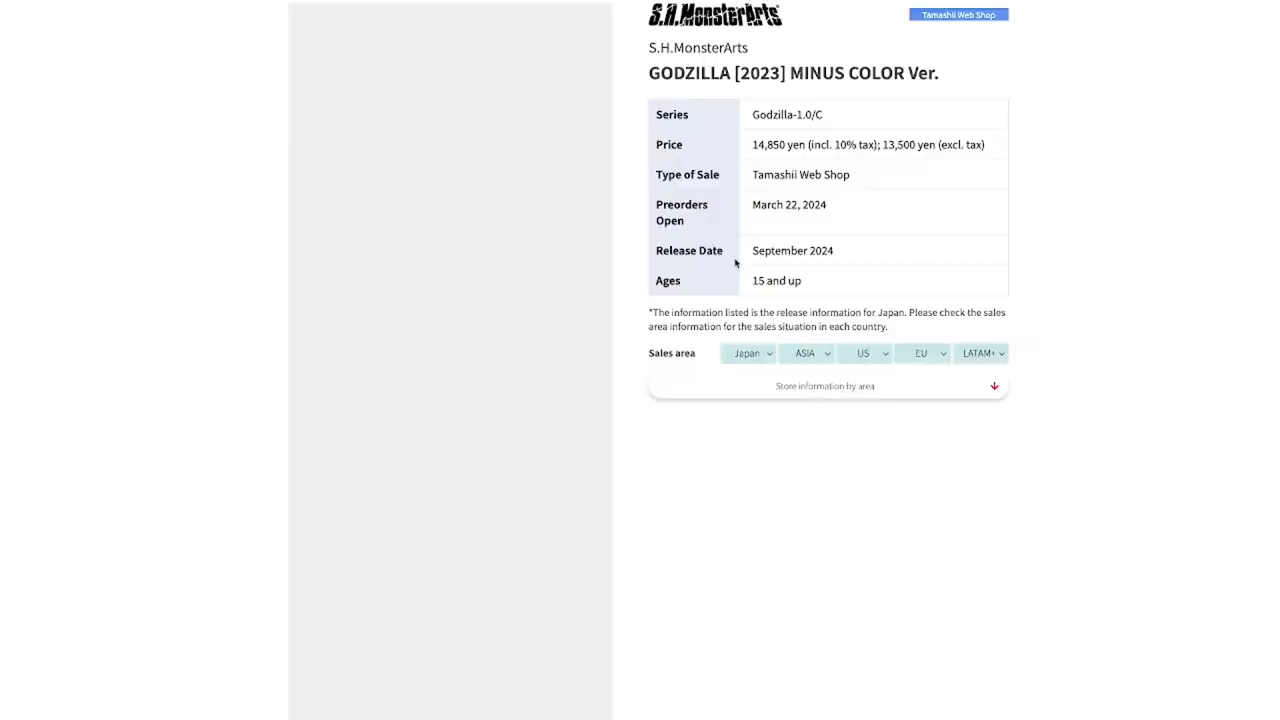 S.H.MonsterArts
Tamashii Web Shop
S.H.MonsterArts
GODZILLA [2023] MINUS COLOR Ver.
Series Godzilla-1.0/C
Price 14,850 yen (incl. 10% tax); 13,500 yen (excl. tax)
Type of Sale Tamashii Web Shop
Preorders March 22, 2024
Open
Release Date September 2024
Ages 15 and up
*The information listed is the release information for Japan. Please check the sales
area information for the sales situation in each country.
Sales area Japan ASIA US EU LATAM+
Store information by area